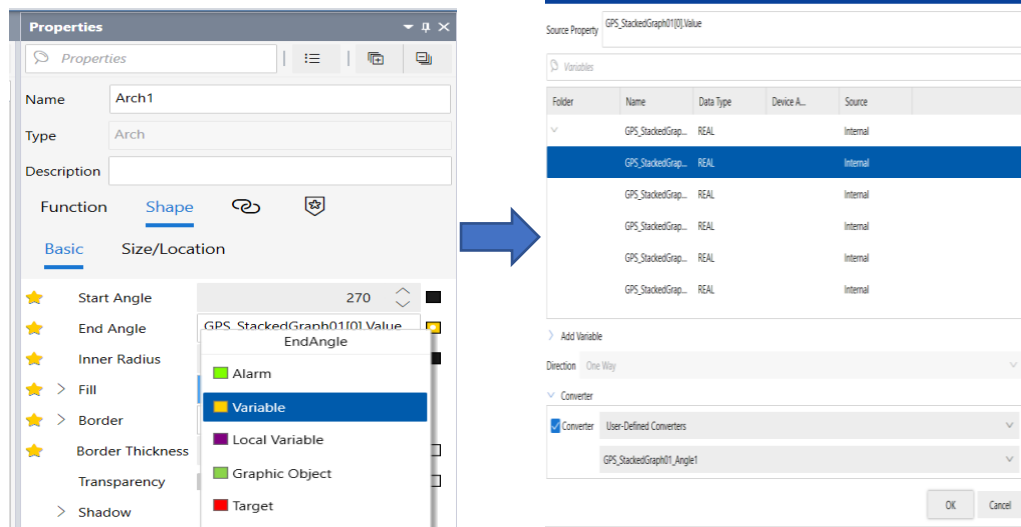 Properties
Properties
Name Arch1
Type Arch
Description
Function Shape
Basic Size/Location
Start Angle 270
End Angle GPS_StackedGraph01[0].Value
Inner Radius
Fill
Border
Border Thickness
Transparency
Shadow
EndAngle
Alarm
Variable
Local Variable
Graphic Object
Target
Source Property GPS_StackedGraph01[0].Value
Variables
Folder Name Data Type Device A... Source
GPS_StackedGrap... REAL Internal
GPS_StackedGrap... REAL Internal
GPS_StackedGrap... REAL Internal
GPS_StackedGrap... REAL Internal
GPS_StackedGrap... REAL Internal
GPS_StackedGrap... REAL Internal
Add Variable
Direction One Way
Converter
Converter User-Defined Converters
GPS_StackedGraph01_Angle1
OK Cancel